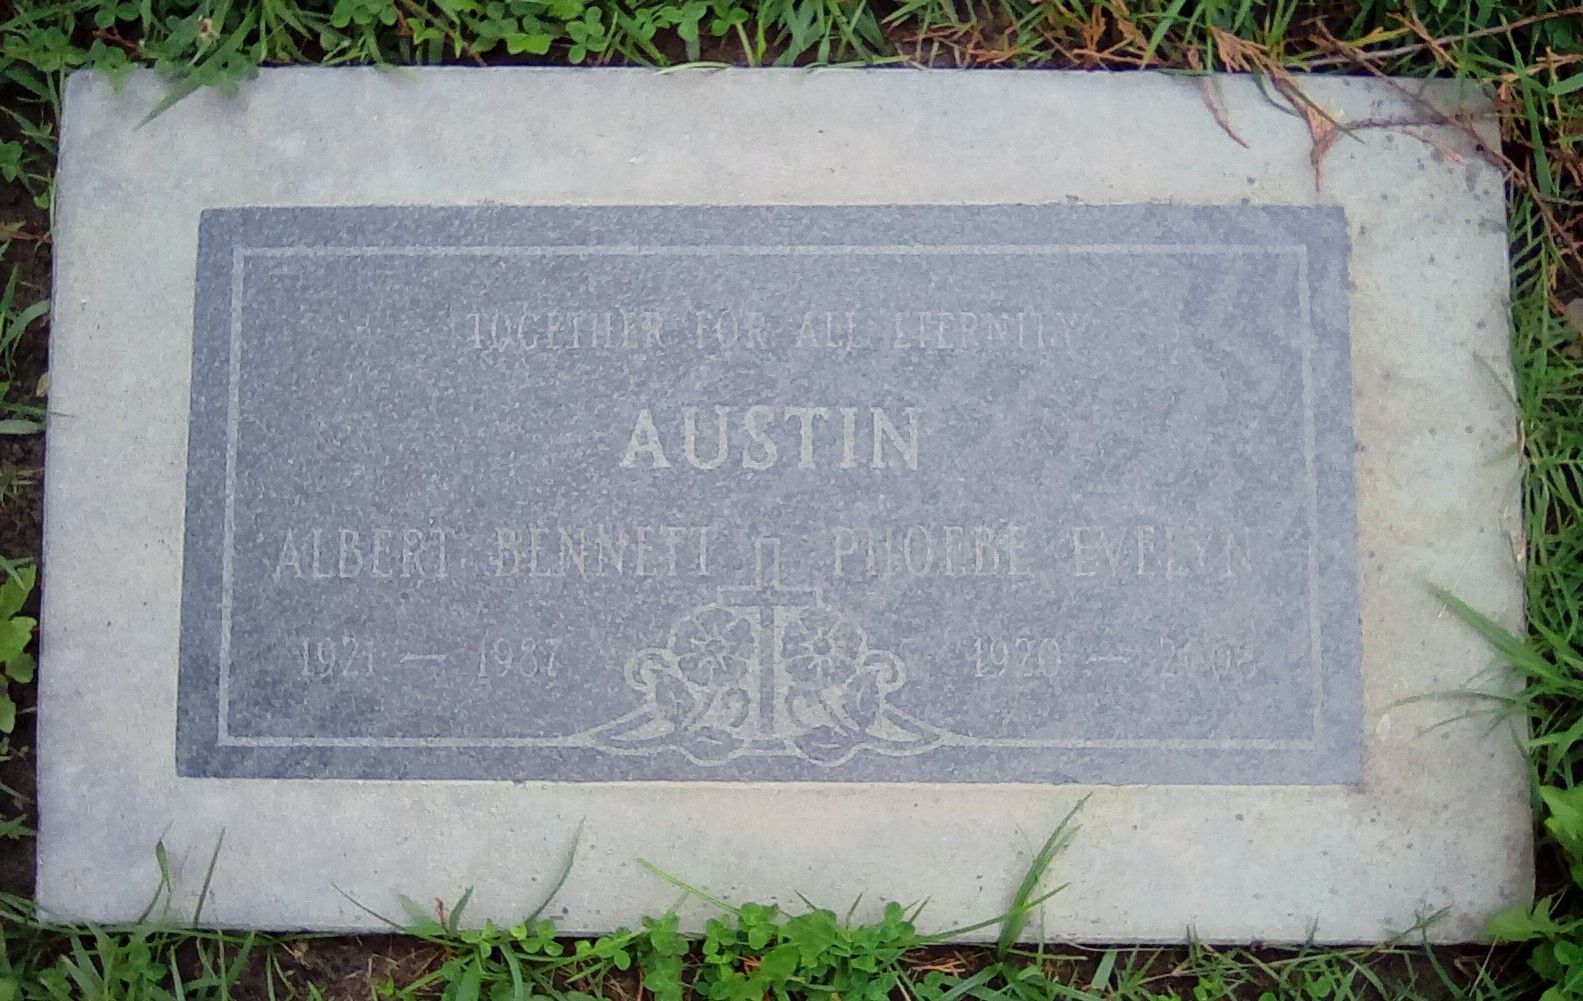 TOGETHER FOR ALL ETERNITY
AUSTIN
ALBERT BENNETT PHOEBE EVELYN
1921 — 1987 1920 —